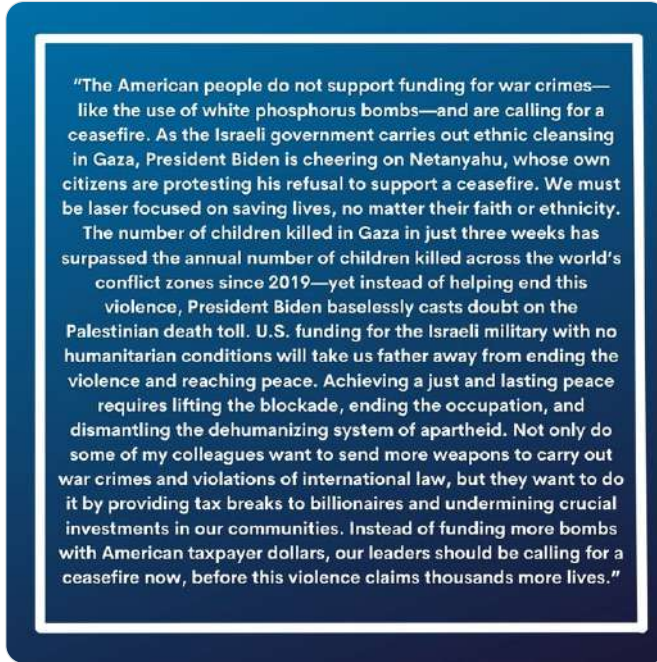 "The American people do not support funding for war crimes—
like the use of white phosphorus bombs—and are calling for a
ceasefire. As the Israeli government carries out ethnic cleansing
in Gaza, President Biden is cheering on Netanyahu, whose own
citizens are protesting his refusal to support a ceasefire. We must
be laser focused on saving lives, no matter their faith or ethnicity.
The number of children killed in Gaza in just three weeks has
surpassed the annual number of children killed across the world's
conflict zones since 2019—yet instead of helping end this
violence, President Biden baselessly casts doubt on the
Palestinian death toll. U.S. funding for the Israeli military with no
humanitarian conditions will take us father away from ending the
violence and reaching peace. Achieving a just and lasting peace
requires lifting the blockade, ending the occupation, and
dismantling the dehumanizing system of apartheid. Not only do
some of my colleagues want to send more weapons to carry out
war crimes and violations of international law, but they want to do
it by providing tax breaks to billionaires and undermining crucial
investments in our communities. Instead of funding more bombs
with American taxpayer dollars, our leaders should be calling for a
ceasefire now, before this violence claims thousands more lives."